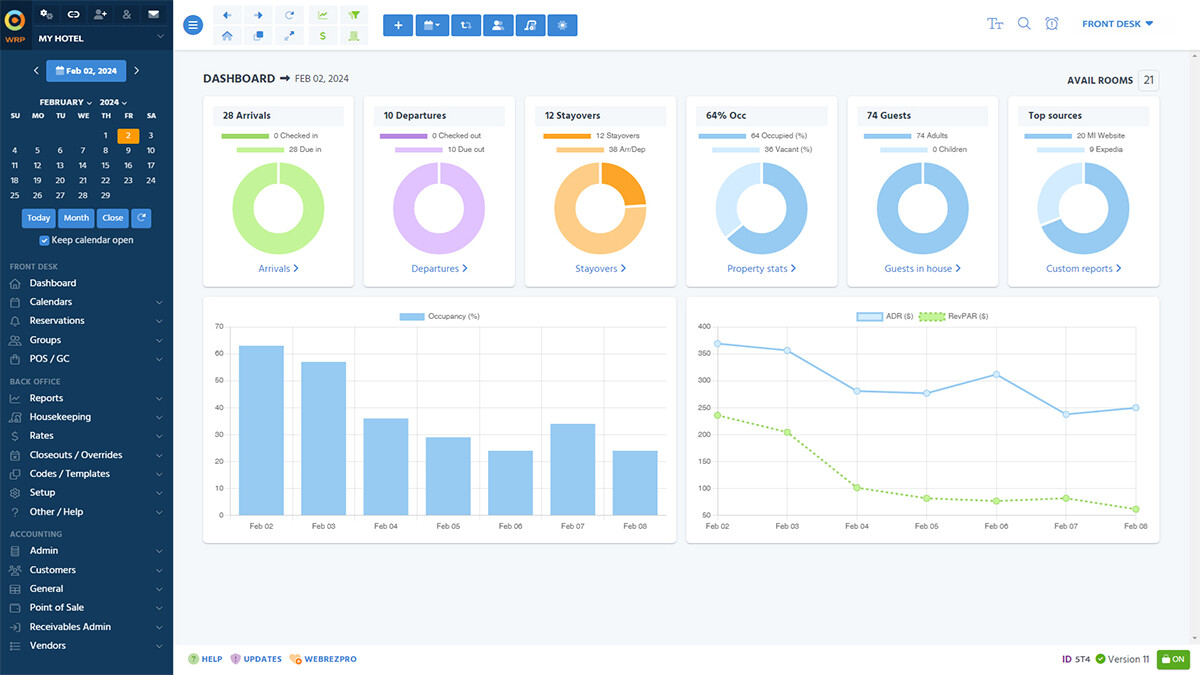 WRP
MY HOTEL
Feb 02, 2024
FEBRUARY 2024
SU MO TU WE TH FR SA
1 2 3
4 5 6 7 8 9 10
11 12 13 14 15 16 17
18 19 20 21 22 23 24
25 26 27 28 29
Today Month Close
Keep calendar open
FRONT DESK
Dashboard
Calendars
Reservations
Groups
POS / GC
BACK OFFICE
Reports
Housekeeping
$ Rates
Closeouts / Overrides
Codes / Templates
Setup
? Other / Help
ACCOUNTING
Admin
Customers
General
Point of Sale
Receivables Admin
Vendors
&
$
Tт
FRONT DESK
DASHBOARD ➞ FEB 02, 2024
AVAIL ROOMS 21
28 Arrivals
0 Checked in
28 Due in
Arrivals
10 Departures
0 Checked out
10 Due out
Departures
12 Stayovers
12 Stayovers
38 Arr/Dep
Stayovers
64% Occ
64 Occupied (%)
36 Vacant (%)
Property stats
74 Guests
74 Adults
0 Children
Guests in house
Top sources
20 MI Website
9 Expedia
Custom reports
Occupancy (%)
70
60
50
40
30
20
10
0
Feb 02 Feb 03 Feb 04 Feb 05 Feb 06 Feb 07 Feb 08
ADR ($) RevPAR ($)
400
350
300
250
200
150
100
50
Feb 02 Feb 03 Feb 04 Feb 05 Feb 06 Feb 07 Feb 08
? HELP UPDATES WEBREZPRO
ID ST4 Version 11 ON